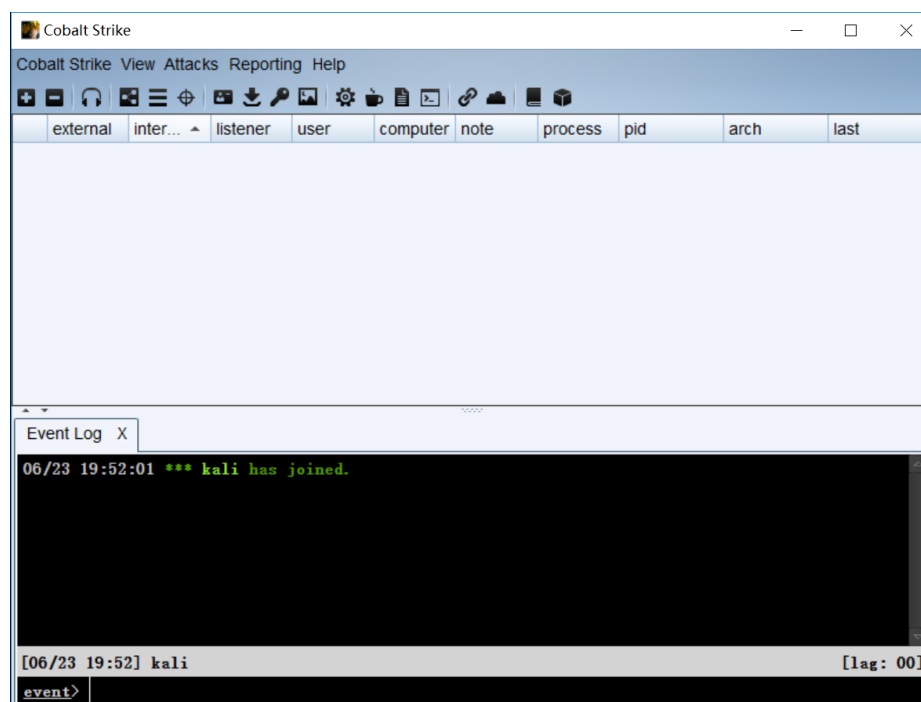 Cobalt Strike
Cobalt Strike View Attacks Reporting Help
external inter... listener user computer note process pid arch last
Event Log X
06/23 19:52:01 *** kali has joined.
[06/23 19:52] kali [lag: 00]
event>